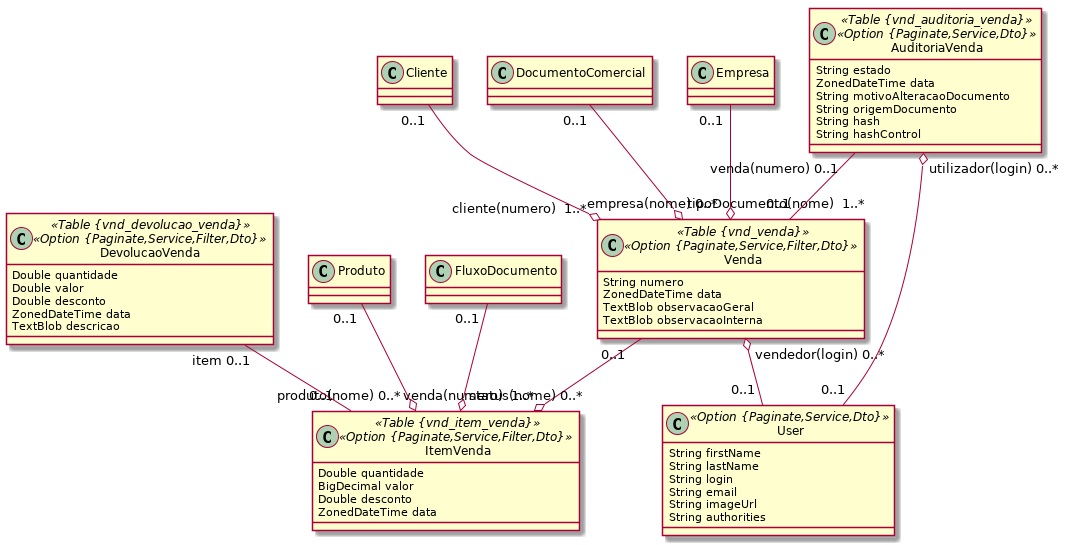 «Table {vnd_auditoria_venda}»
«Option {Paginate,Service,Dto}»
AuditoriaVenda
String estado
ZonedDateTime data
String motivoAlteracaoDocumento
String origemDocumento
String hash
String hashControl
C Cliente
C DocumentoComercial
C Empresa
C
0..1
0..1
0..1
venda(numero) 0..1
utilizador(login) 0..*
cliente(numero) 1..*
empresa(nome) 0..*
tipoDocumento(nome) 1..*
0..1
«Table {vnd_devolucao_venda}»
«Option {Paginate,Service,Filter,Dto}»
DevolucaoVenda
Double quantidade
Double valor
Double desconto
ZonedDateTime data
TextBlob descricao
C
C Produto
C FluxoDocumento
«Table {vnd_venda}»
«Option {Paginate,Service,Filter,Dto}»
Venda
String numero
ZonedDateTime data
TextBlob observacaoGeral
TextBlob observacaoInterna
C
0..1
0..1
item 0..1
0..1
vendedor(login) 0..*
0..1
0..1
produto(nome) 0..*
0..1
venda(numero) 1..*
status(nome) 0..*
«Table {vnd_item_venda}»
«Option {Paginate,Service,Filter,Dto}»
ItemVenda
Double quantidade
BigDecimal valor
Double desconto
ZonedDateTime data
C
«Option {Paginate,Service,Dto}»
User
String firstName
String lastName
String login
String email
String imageUrl
String authorities
C